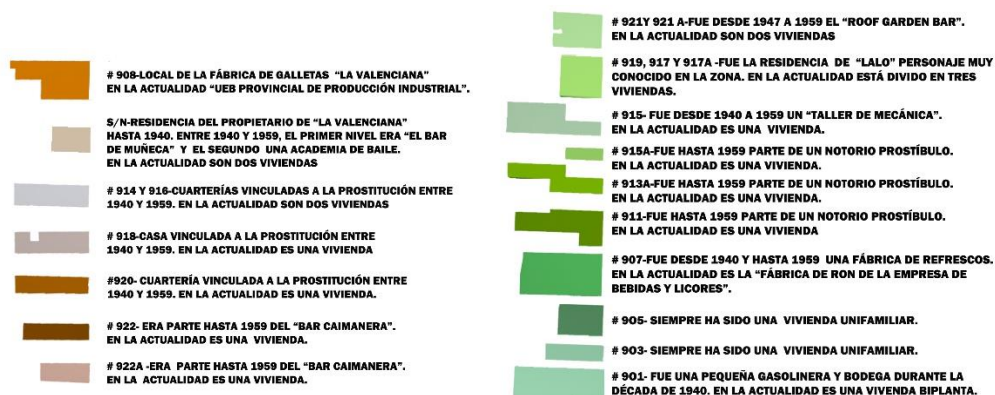 # 908-LOCAL DE LA FÁBRICA DE GALLETAS “LA VALENCIANA”
EN LA ACTUALIDAD “UEB PROVINCIAL DE PRODUCCIÓN INDUSTRIAL”.
S/N-RESIDENCIA DEL PROPIETARIO DE “LA VALENCIANA”
HASTA 1940. ENTRE 1940 Y 1959, EL PRIMER NIVEL ERA “EL BAR
DE MUÑECA” Y EL SEGUNDO UNA ACADEMIA DE BAILE.
EN LA ACTUALIDAD SON DOS VIVIENDAS
# 914 Y 916-CUARTERÍAS VINCULADAS A LA PROSTITUCIÓN ENTRE
1940 Y 1959. EN LA ACTUALIDAD SON DOS VIVIENDAS
# 918-CASA VINCULADA A LA PROSTITUCIÓN ENTRE
1940 Y 1959. EN LA ACTUALIDAD ES UNA VIVIENDA
#920- CUARTERÍA VINCULADA A LA PROSTITUCIÓN ENTRE
1940 Y 1959. EN LA ACTUALIDAD ES UNA VIVIENDA.
# 922- ERA PARTE HASTA 1959 DEL “BAR CAIMANERA”.
EN LA ACTUALIDAD ES UNA VIVIENDA.
# 922A -ERA PARTE HASTA 1959 DEL “BAR CAIMANERA”.
EN LA ACTUALIDAD ES UNA VIVIENDA.
# 921Y 921 A-FUE DESDE 1947 A 1959 EL “ROOF GARDEN BAR”.
EN LA ACTUALIDAD SON DOS VIVIENDAS
# 919, 917 Y 917A -FUE LA RESIDENCIA DE “LALO” PERSONAJE MUY
CONOCIDO EN LA ZONA. EN LA ACTUALIDAD ESTÁ DIVIDO EN TRES
VIVIENDAS.
# 915- FUE DESDE 1940 A 1959 UN “TALLER DE MECÁNICA”.
EN LA ACTUALIDAD ES UNA VIVIENDA.
# 915A-FUE HASTA 1959 PARTE DE UN NOTORIO PROSTÍBULO.
EN LA ACTUALIDAD ES UNA VIVIENDA.
# 913A-FUE HASTA 1959 PARTE DE UN NOTORIO PROSTÍBULO.
EN LA ACTUALIDAD ES UNA VIVIENDA.
# 911-FUE HASTA 1959 PARTE DE UN NOTORIO PROSTÍBULO.
EN LA ACTUALIDAD ES UNA VIVIENDA
# 907-FUE DESDE 1940 Y HASTA 1959 UNA FÁBRICA DE REFRESCOS.
EN LA ACTUALIDAD ES LA “FÁBRICA DE RON DE LA EMPRESA DE
BEBIDAS Y LICORES”.
# 905- SIEMPRE HA SIDO UNA VIVIENDA UNIFAMILIAR.
# 903- SIEMPRE HA SIDO UNA VIVIENDA UNIFAMILIAR.
# 901- FUE UNA PEQUEÑA GASOLINERA Y BODEGA DURANTE LA
DÉCADA DE 1940. EN LA ACTUALIDAD ES UNA VIVENDA BIPLANTA.